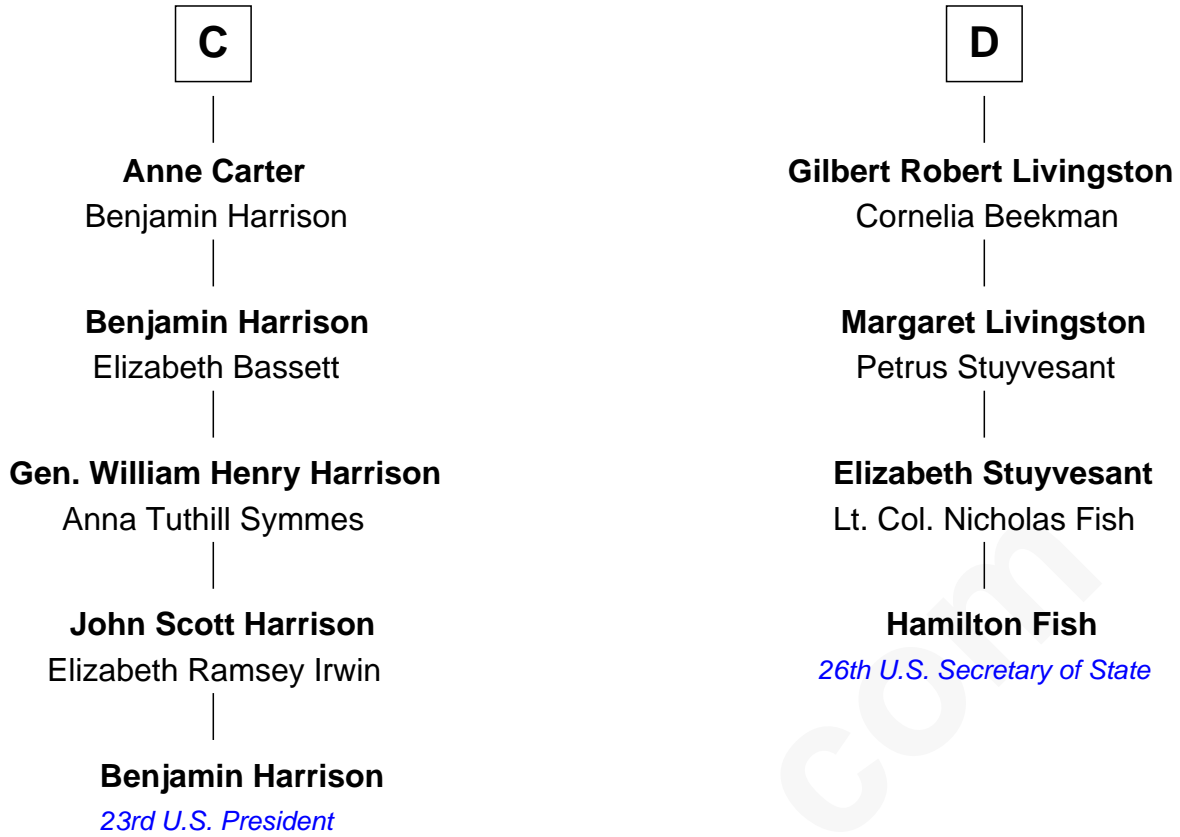 C
Anne Carter
Benjamin Harrison
Benjamin Harrison
Elizabeth Bassett
Gen. William Henry Harrison
Anna Tuthill Symmes
John Scott Harrison
Elizabeth Ramsey Irwin
Benjamin Harrison
23rd U.S. President
D
Gilbert Robert Livingston
Cornelia Beekman
Margaret Livingston
Petrus Stuyvesant
Elizabeth Stuyvesant
Lt. Col. Nicholas Fish
Hamilton Fish
26th U.S. Secretary of State
com